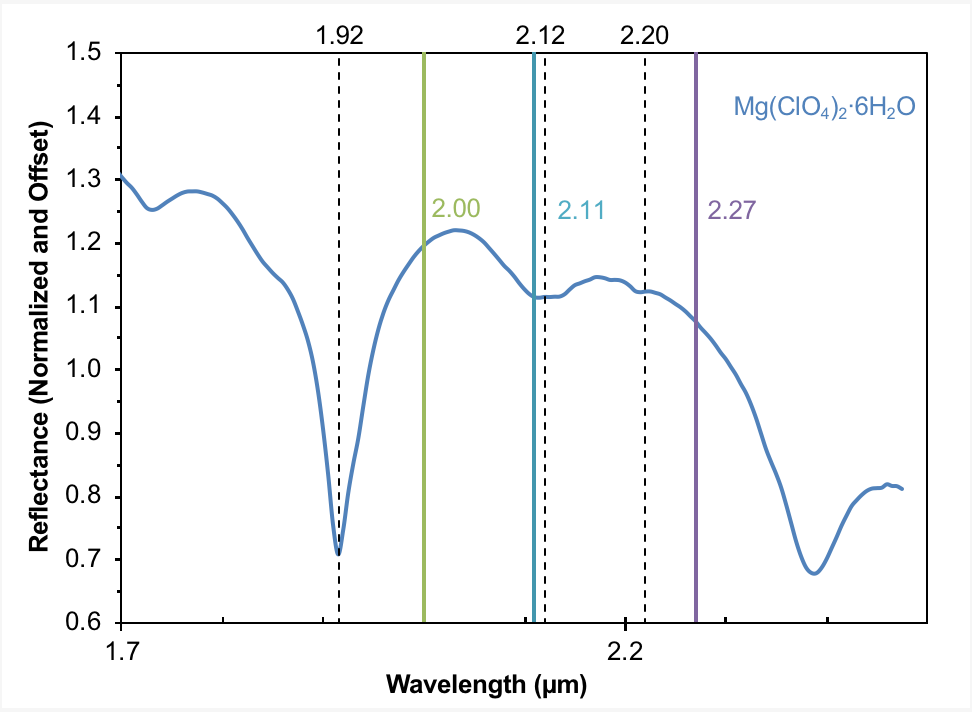 1.92 2.12 2.20
1.5
Mg(ClO₄)₂·6H₂O
1.4
1.3
2.00 2.11 2.27
1.2
1.1
1.0
0.9
0.8
0.7
0.6
1.7 2.2
Wavelength (µm)
Reflectance (Normalized and Offset)